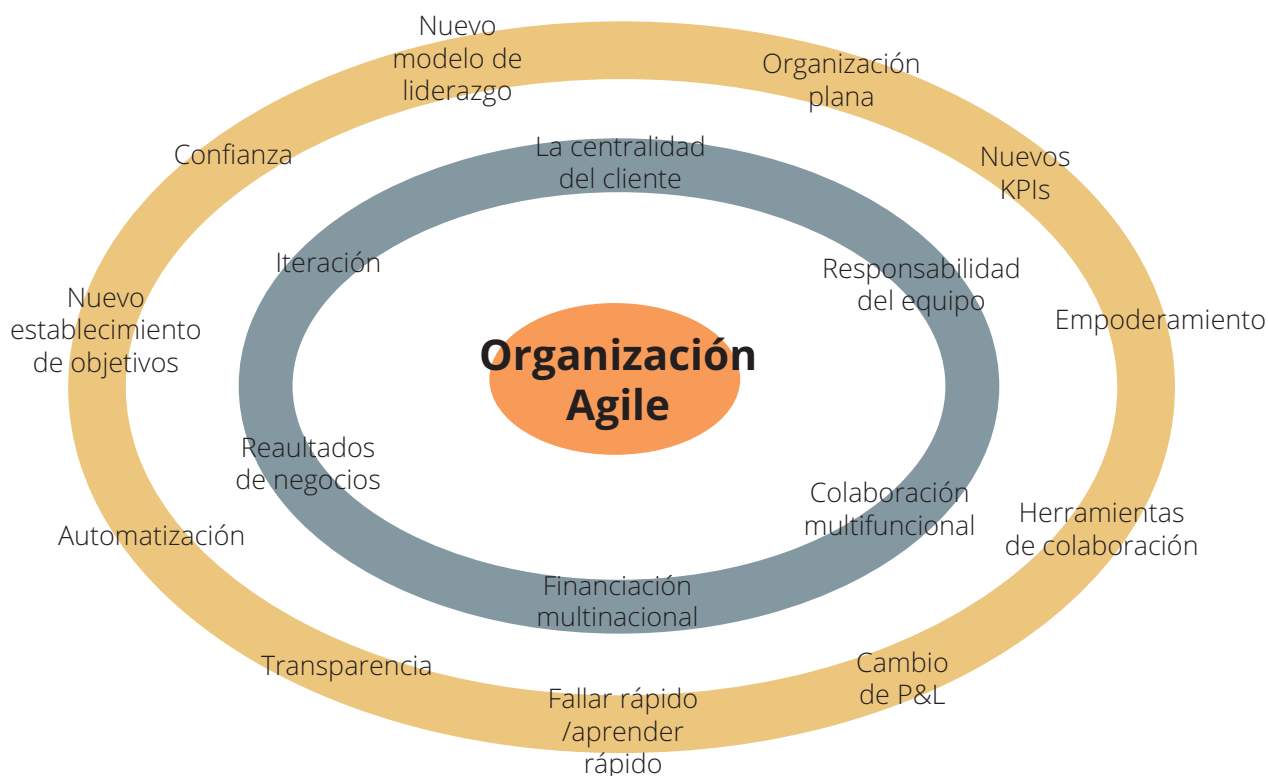 Nuevo
modelo de
liderazgo
Organización
plana
Confianza
La centralidad
del cliente
Nuevos
KPIs
Iteración
Responsabilidad
del equipo
Nuevo
establecimiento
de objetivos
Empoderamiento
Organización
Agile
Reaultados
de negocios
Colaboración
multifuncional
Automatización
Herramientas
de colaboración
Financiación
multinacional
Transparencia
Cambio
de P&L
Fallar rápido
/aprender
rápido